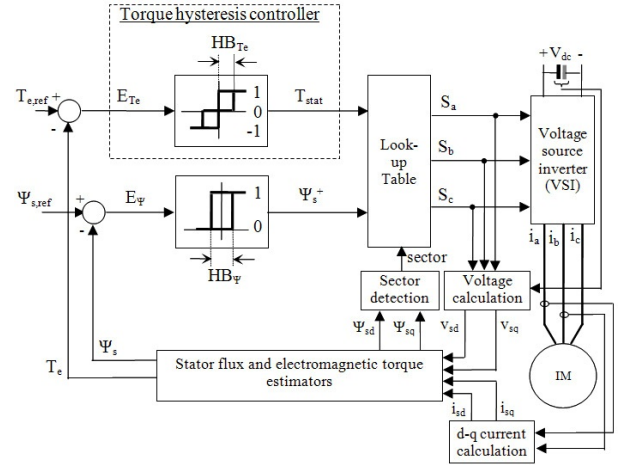 Torque hysteresis controller
HB_Te
+ V_dc -
T_e,ref + E_Te 1 0 -1 T_stat
-
Look-up Table
S_a
S_b
S_c
Voltage source inverter (VSI)
Ψ_s,ref + E_Ψ 1 0 Ψ_s^+
-
HB_Ψ
i_a i_b i_c
sector
Sector detection
Voltage calculation
Ψ_sd Ψ_sq v_sd v_sq
Ψ_s
T_e
Stator flux and electromagnetic torque estimators
IM
i_sd i_sq
d-q current calculation